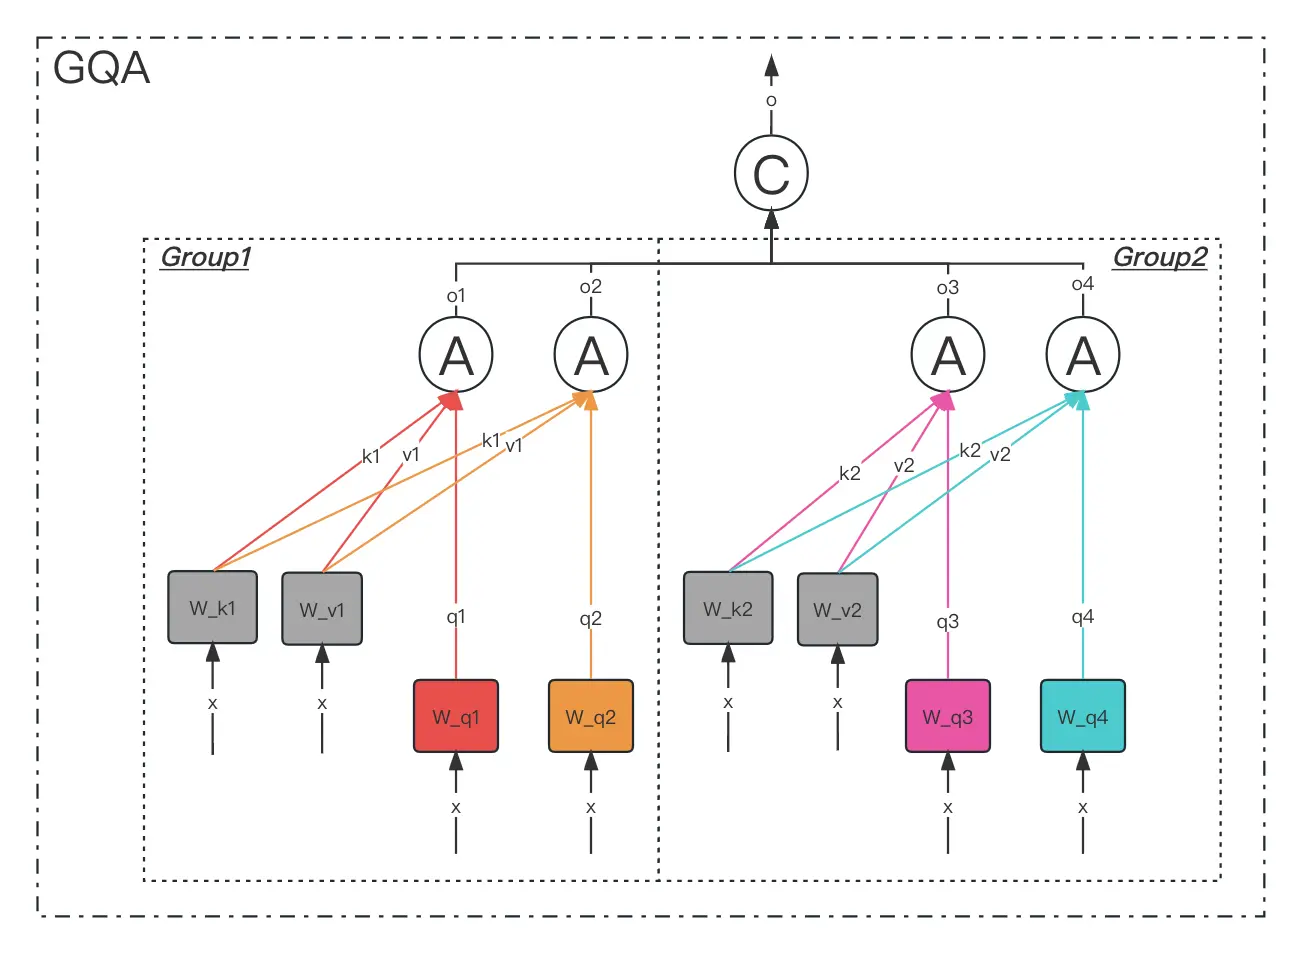 GQA
o
C
Group1
Group2
o1
o2
o3
o4
A
A
A
A
k1
v1
k1
v1
k2
v2
k2
v2
W_k1
W_v1
q1
q2
W_k2
W_v2
q3
q4
x
x
W_q1
W_q2
x
x
W_q3
W_q4
x
x
x
x